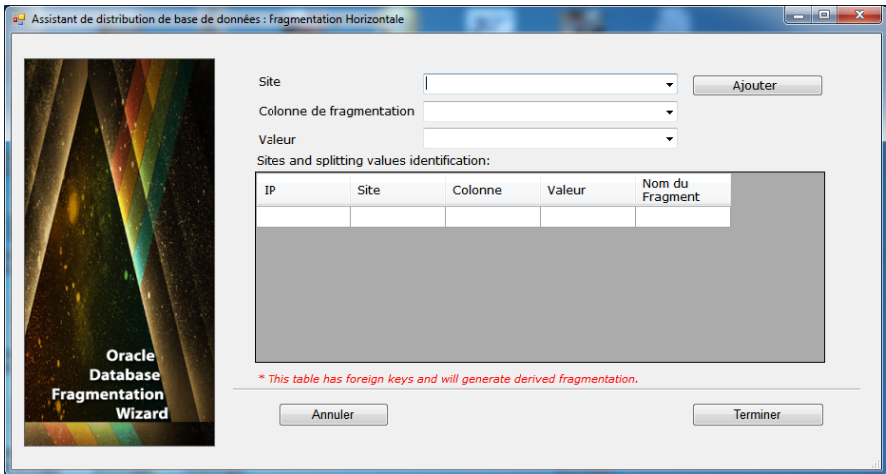 Assistant de distribution de base de données : Fragmentation Horizontale
Site
Ajouter
Colonne de fragmentation
Valeur
Sites and splitting values identification:
IP Site Colonne Valeur Nom du Fragment
Oracle
Database
Fragmentation
Wizard
* This table has foreign keys and will generate derived fragmentation.
Annuler
Terminer